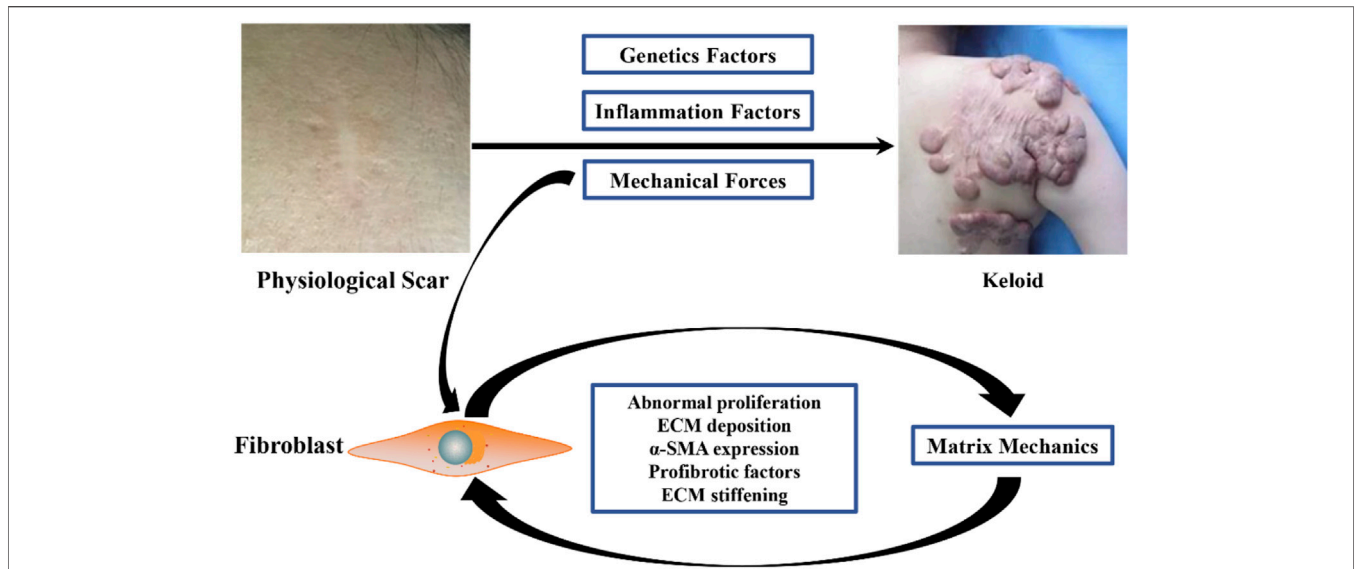 Genetics Factors
Inflammation Factors
Mechanical Forces
Physiological Scar
Keloid
Fibroblast
Abnormal proliferation
ECM deposition
α-SMA expression
Profibrotic factors
ECM stiffening
Matrix Mechanics